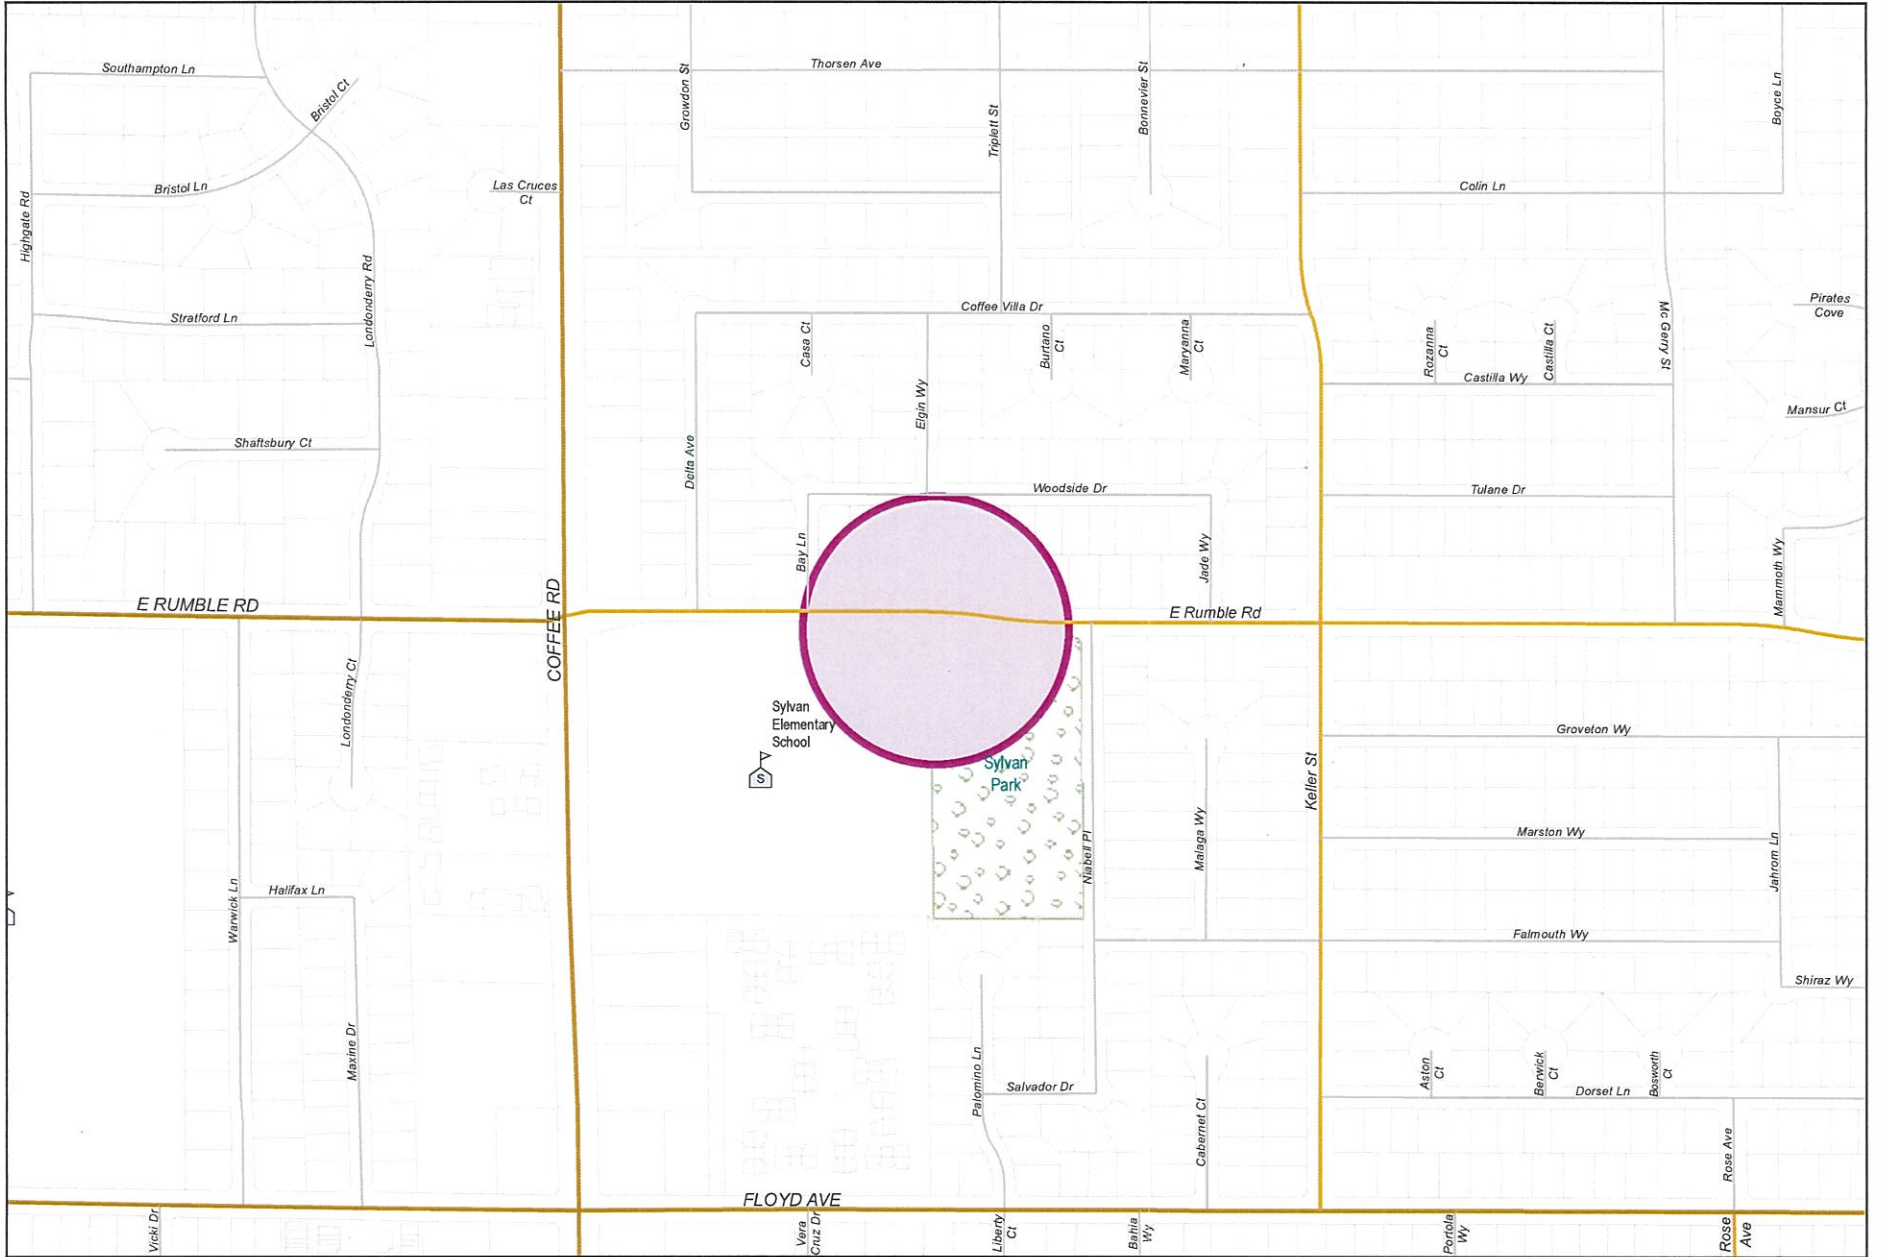 Southampton Ln
Bristol Ct
Growdon St
Thorsen Ave
Triplett St
Bonnevier St
Boyce Ln
Highgate Rd
Bristol Ln
Las Cruces
Ct
Colin Ln
Londonderry Rd
Stratford Ln
Coffee Villa Dr
Casa Ct
Burtano
Ct
Maryanna
Ct
Rozanna
Ct
Castilla Ct
Mc Gerry St
Pirates
Cove
Castilla Wy
Elgin Wy
Mansur Ct
Shaftsbury Ct
Delta Ave
Woodside Dr
Tulane Dr
Bay Ln
Jade Wy
Mammoth Wy
E RUMBLE RD
COFFEE RD
E Rumble Rd
Londonderry Ct
Sylvan
Elementary
School
S
Sylvan
Park
Groveton Wy
Keller St
Niabell Pl
Malaga Wy
Marston Wy
Jahrom Ln
Warwick Ln
Halifax Ln
Falmouth Wy
Shiraz Wy
Maxine Dr
Palomino Ln
Salvador Dr
Cabernet Ct
Aston
Ct
Berwick
Ct
Bosworth
Ct
Dorset Ln
Rose Ave
FLOYD AVE
Vicki Dr
Vera
Cruz Dr
Liberty
Ct
Bahia
Wy
Portola
Wy
Rose
Ave